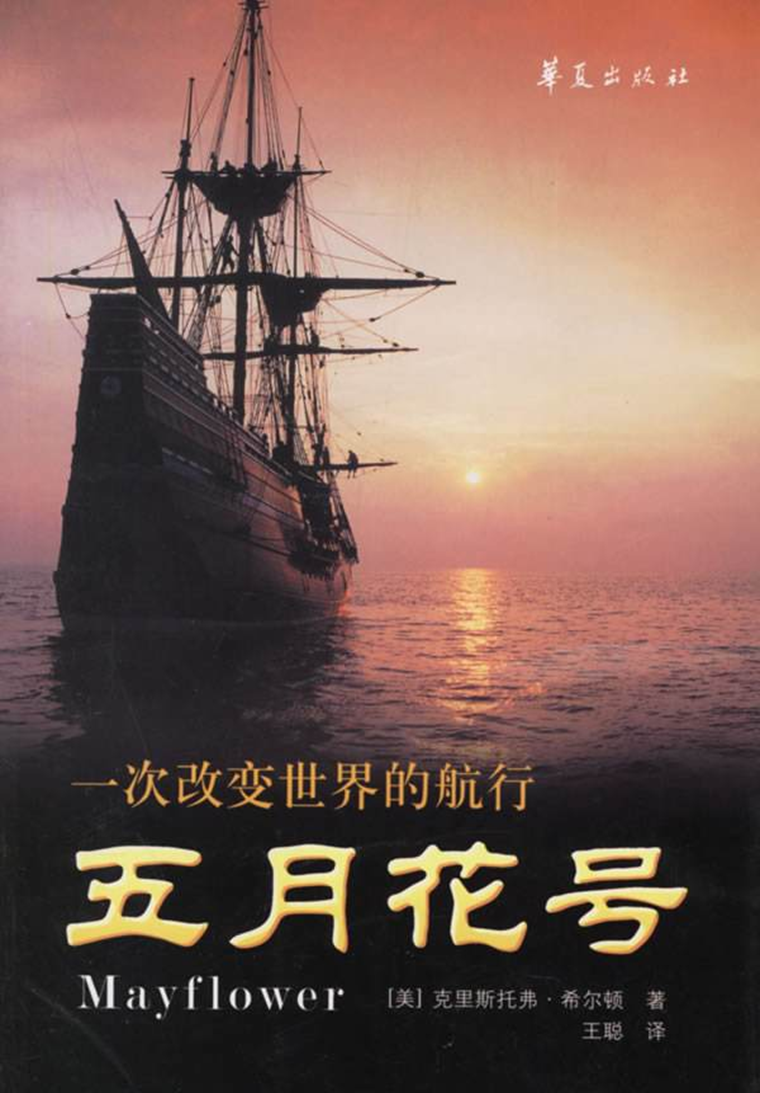 華夏出版社
一次改变世界的航行
五月花号
Mayflower
[美] 克里斯托弗·希尔顿 著
王聪 译